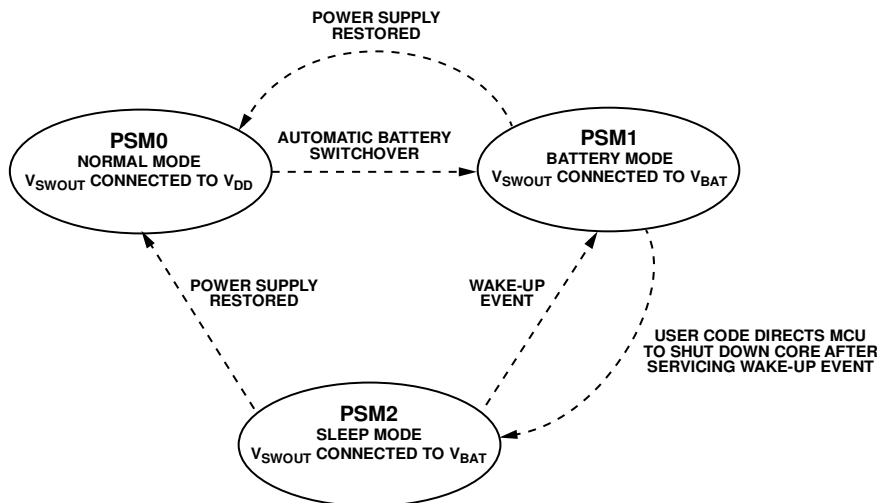 POWER SUPPLY
RESTORED
PSM0
NORMAL MODE
VSWOUT CONNECTED TO VDD
AUTOMATIC BATTERY
SWITCHOVER
PSM1
BATTERY MODE
VSWOUT CONNECTED TO VBAT
POWER SUPPLY
RESTORED
WAKE-UP
EVENT
USER CODE DIRECTS MCU
TO SHUT DOWN CORE AFTER
SERVICING WAKE-UP EVENT
PSM2
SLEEP MODE
VSWOUT CONNECTED TO VBAT